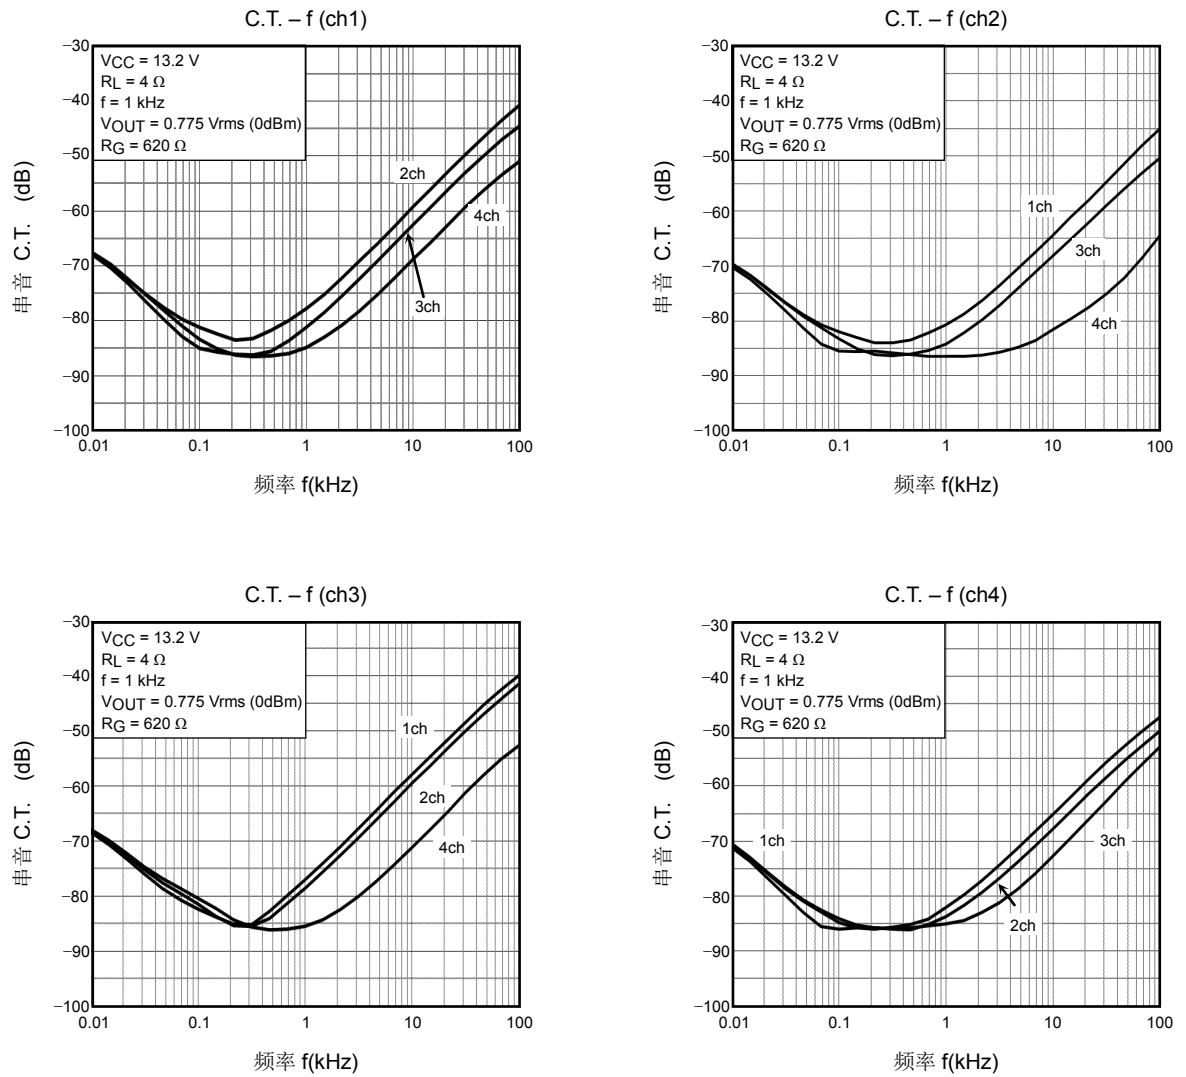 C.T. – f (ch1)
−30
−40
−50
−60
−70
−80
−90
−100
串音 C.T. (dB)
VCC = 13.2 V
RL = 4 Ω
f = 1 kHz
VOUT = 0.775 Vrms (0dBm)
RG = 620 Ω
2ch
4ch
3ch
0.01 0.1 1 10 100
频率 f(kHz)
C.T. – f (ch2)
−30
−40
−50
−60
−70
−80
−90
−100
串音 C.T. (dB)
VCC = 13.2 V
RL = 4 Ω
f = 1 kHz
VOUT = 0.775 Vrms (0dBm)
RG = 620 Ω
1ch
3ch
4ch
0.01 0.1 1 10 100
频率 f(kHz)
C.T. – f (ch3)
−30
−40
−50
−60
−70
−80
−90
−100
串音 C.T. (dB)
VCC = 13.2 V
RL = 4 Ω
f = 1 kHz
VOUT = 0.775 Vrms (0dBm)
RG = 620 Ω
1ch
2ch
4ch
0.01 0.1 1 10 100
频率 f(kHz)
C.T. – f (ch4)
−30
−40
−50
−60
−70
−80
−90
−100
串音 C.T. (dB)
VCC = 13.2 V
RL = 4 Ω
f = 1 kHz
VOUT = 0.775 Vrms (0dBm)
RG = 620 Ω
1ch
3ch
2ch
0.01 0.1 1 10 100
频率 f(kHz)